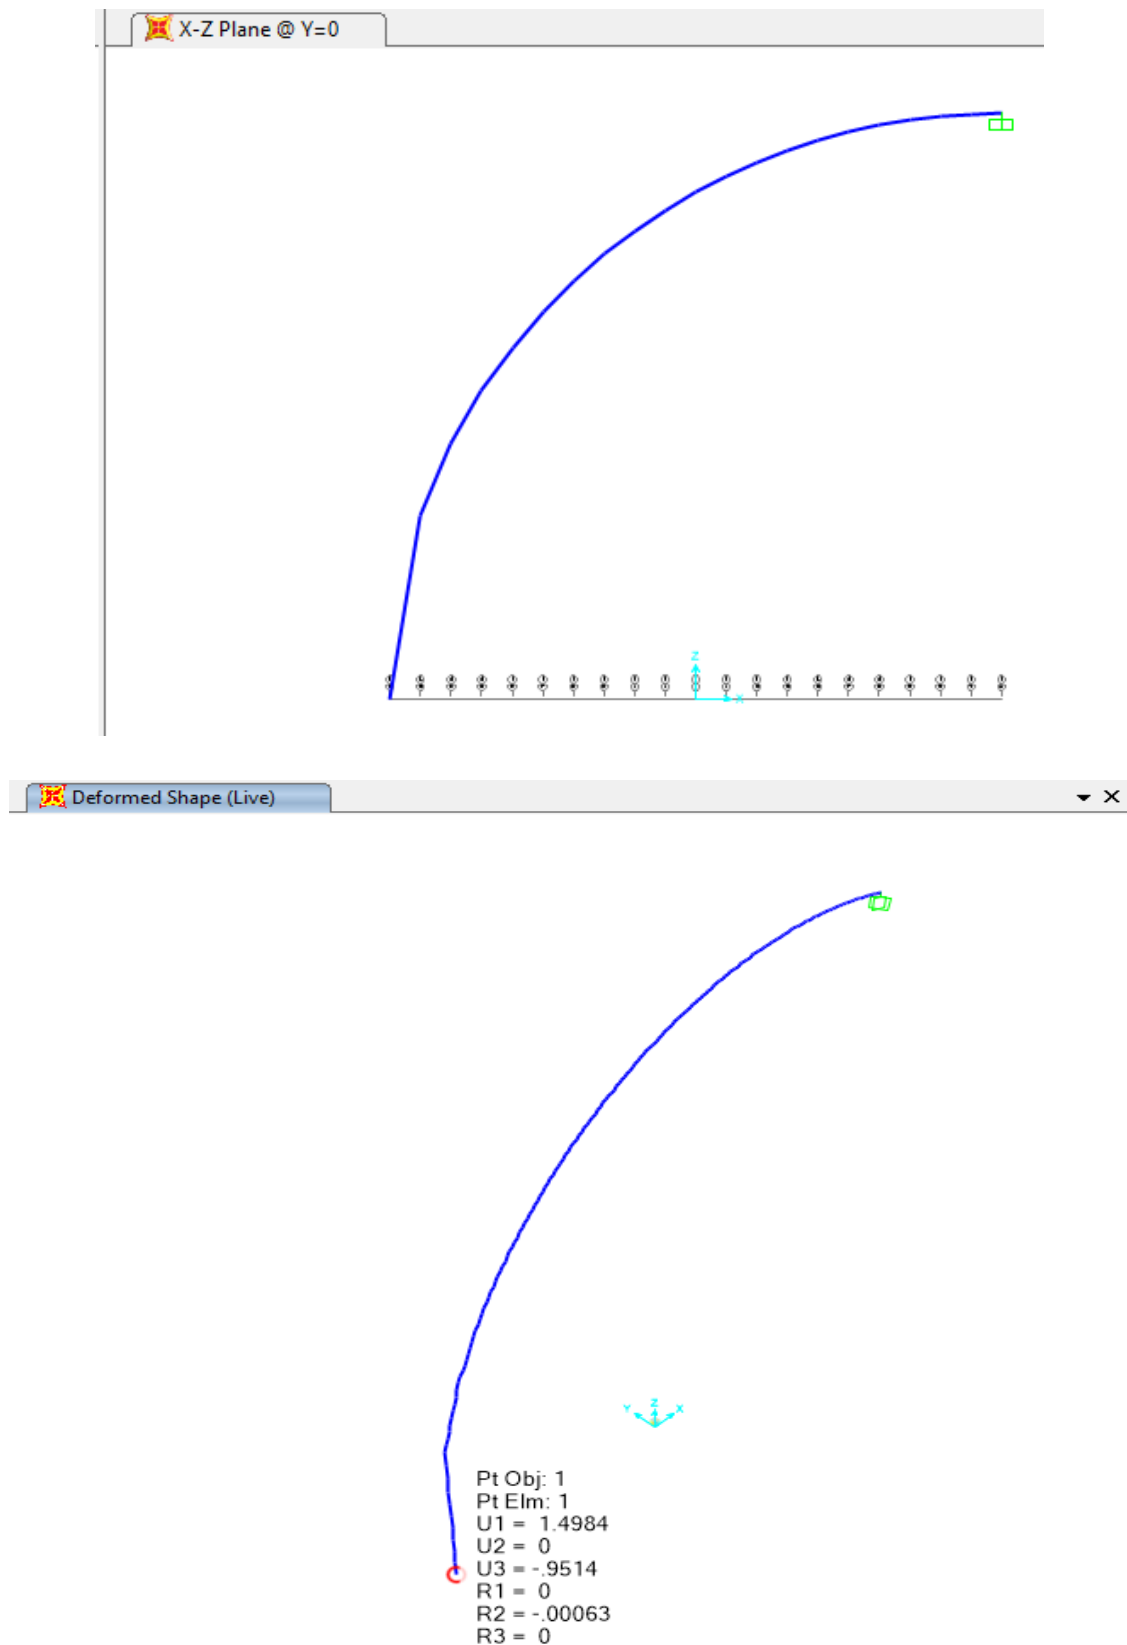 X-Z Plane @ Y=0
Z
X
Deformed Shape (Live)
Y
Z
X
Pt Obj: 1
Pt Elm: 1
U1 = 1.4984
U2 = 0
U3 = -.9514
R1 = 0
R2 = -.00063
R3 = 0